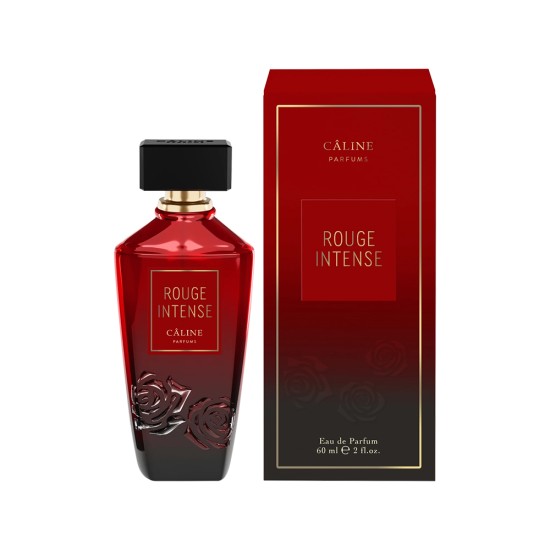 ROUGE
INTENSE
CÂLINE
PARFUMS
CÂLINE
PARFUMS
ROUGE
INTENSE
Eau de Parfum
60 ml ℮ 2 fl.oz.